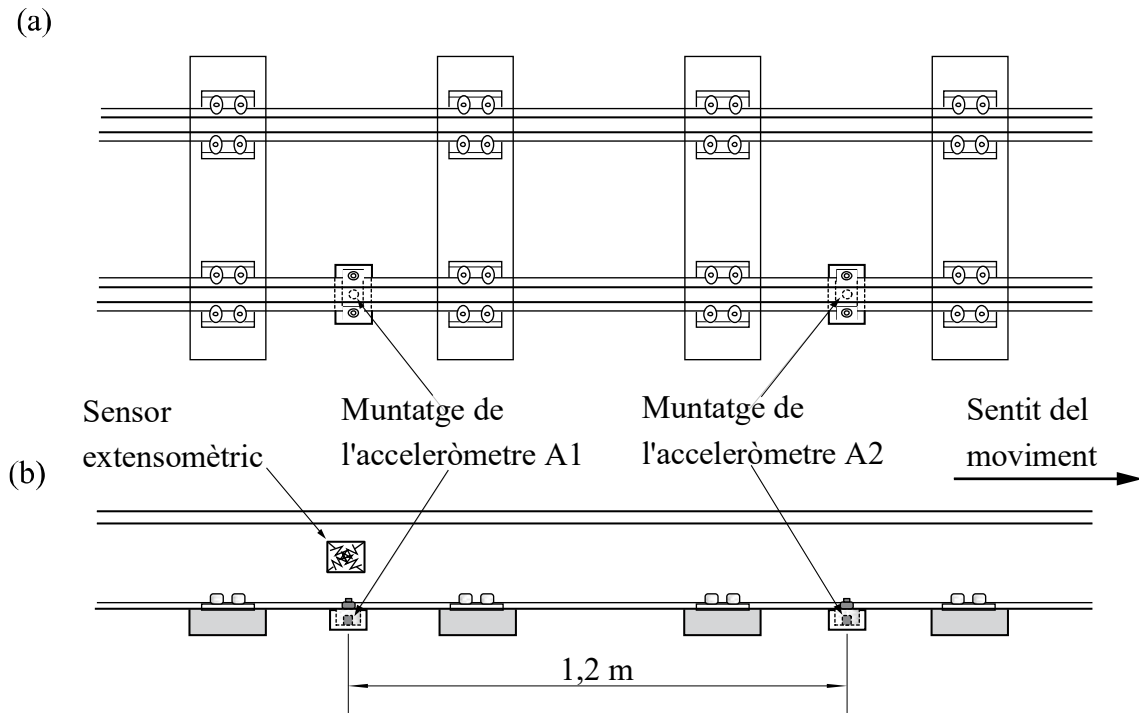 (a)
Sensor
extensomètric
Muntatge de
l'acceleròmetre A1
Muntatge de
l'acceleròmetre A2
Sentit del
moviment
(b)
1,2 m